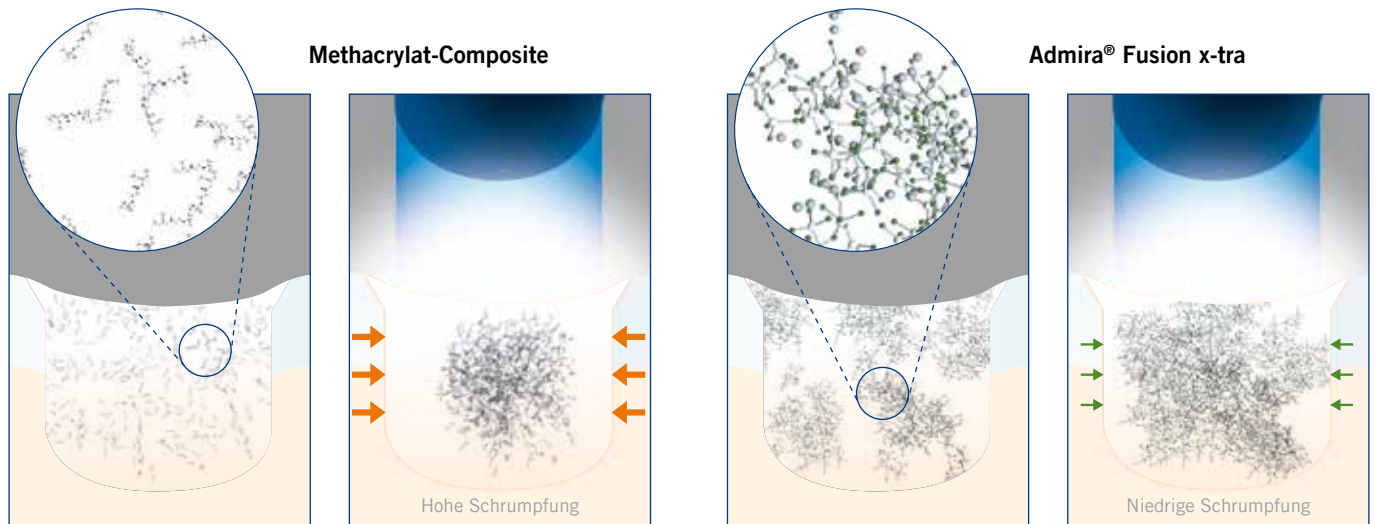 Methacrylat-Composite
Admira® Fusion x-tra
Hohe Schrumpfung
Niedrige Schrumpfung